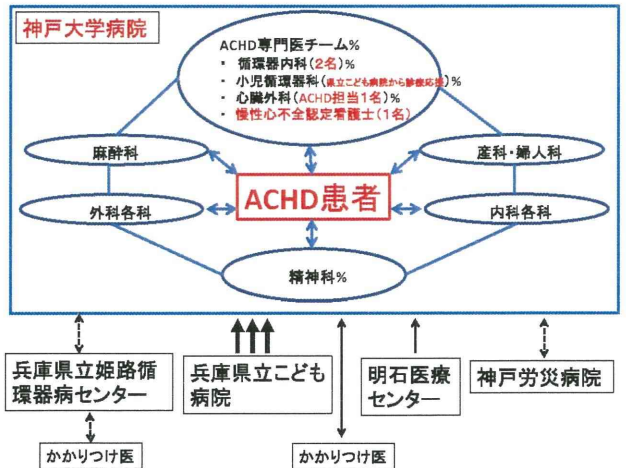 神戸大学病院
ACHD専門医チーム%
・ 循環器内科(2名)%
・ 小児循環器科(県立こども病院から診療応援)%
・ 心臓外科(ACHD担当1名)%
・ 慢性心不全認定看護士(1名)
麻酔科
産科・婦人科
ACHD患者
外科各科
内科各科
精神科%
兵庫県立姫路循
環器病センター
兵庫県立こども
病院
明石医療
センター
神戸労災病院
かかりつけ医
かかりつけ医